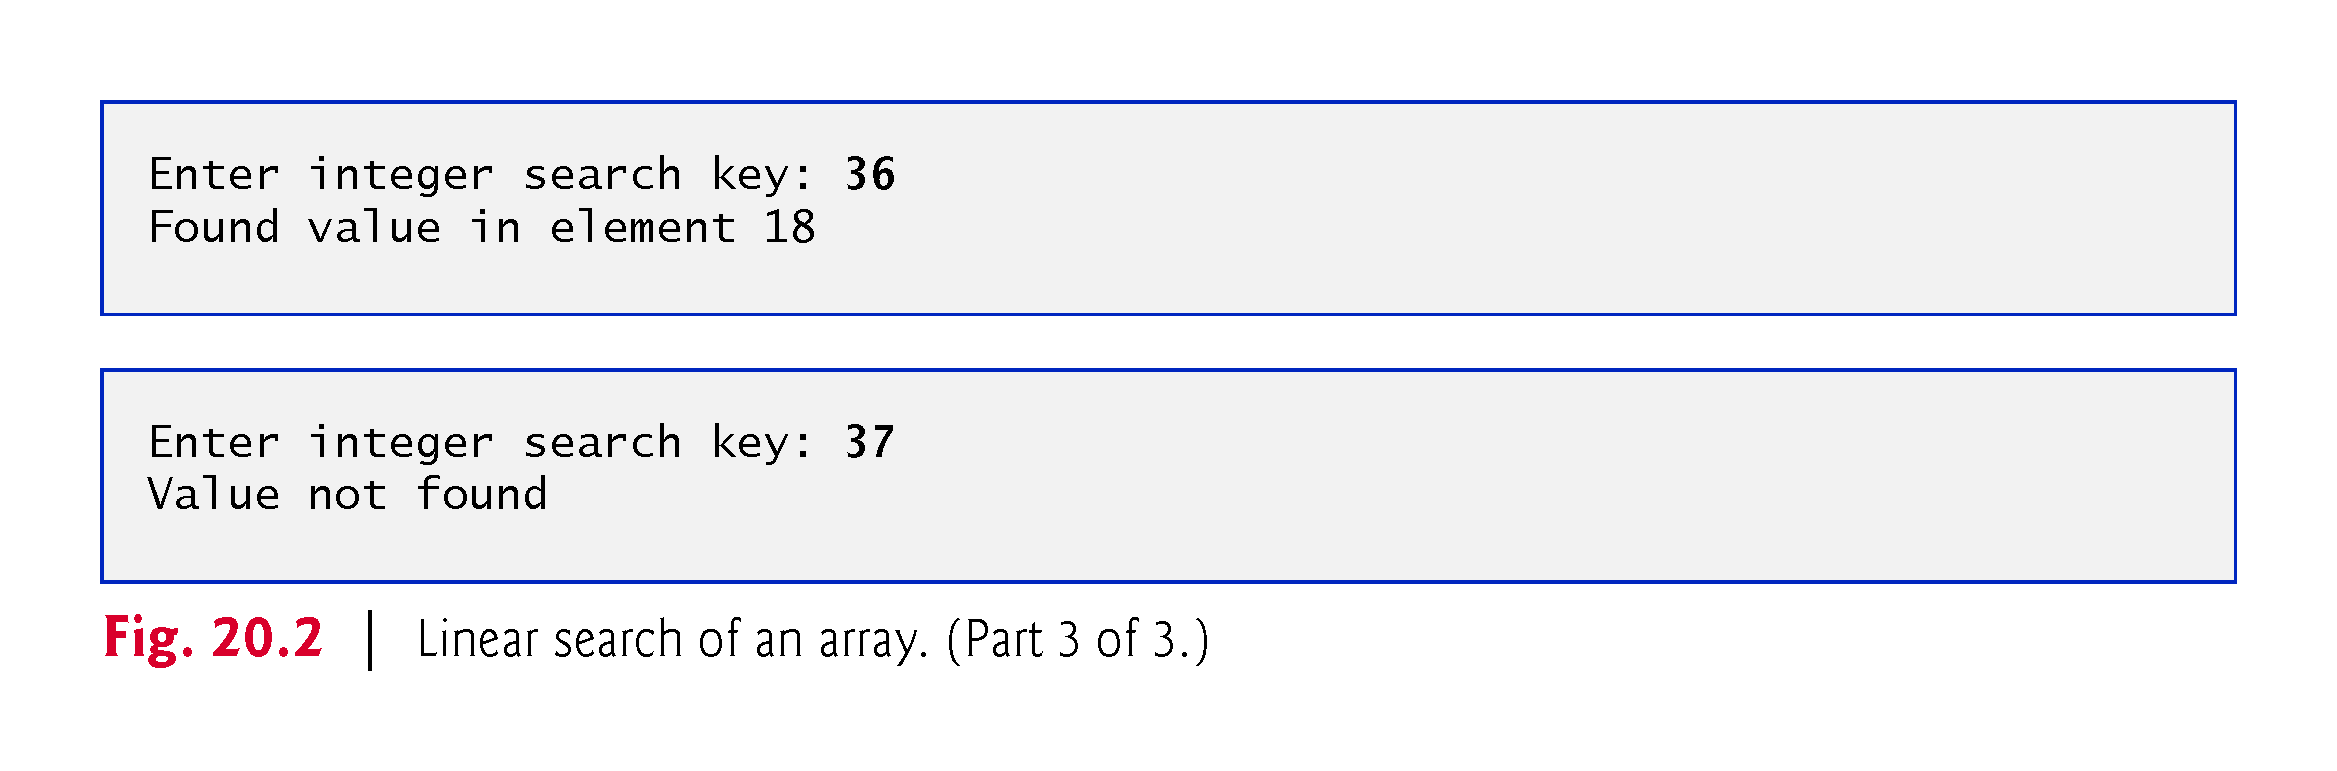 Enter integer search key: 36
Found value in element 18
Enter integer search key: 37
Value not found
Fig. 20.2 | Linear search of an array. (Part 3 of 3.)